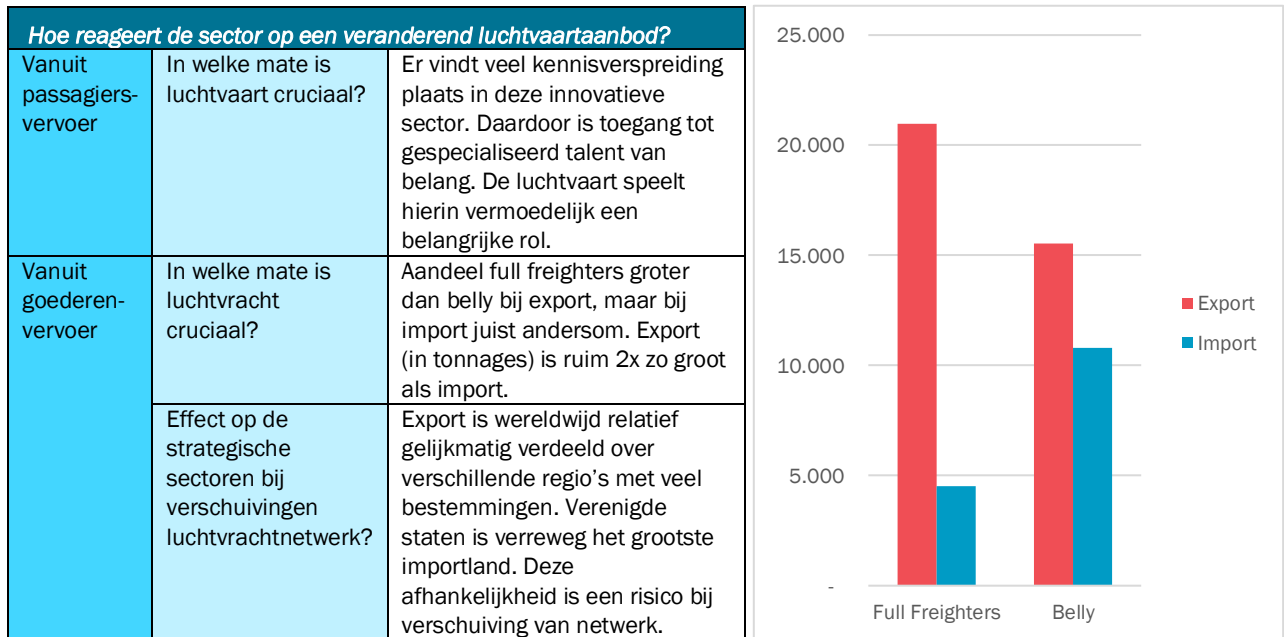 Hoe reageert de sector op een veranderend luchtvaartaanbod?
Vanuit
passagiers-
vervoer
In welke mate is
luchtvaart cruciaal?
Er vindt veel kennisverspreiding
plaats in deze innovatieve
sector. Daardoor is toegang tot
gespecialiseerd talent van
belang. De luchtvaart speelt
hierin vermoedelijk een
belangrijke rol.
Vanuit
goederen-
vervoer
In welke mate is
luchtvracht
cruciaal?
Aandeel full freighters groter
dan belly bij export, maar bij
import juist andersom. Export
(in tonnages) is ruim 2x zo groot
als import.
Effect op de
strategische
sectoren bij
verschuivingen
luchtvrachtnetwerk?
Export is wereldwijd relatief
gelijkmatig verdeeld over
verschillende regio's met veel
bestemmingen. Verenigde
staten is verreweg het grootste
importland. Deze
afhankelijkheid is een risico bij
verschuiving van netwerk.
25.000
20.000
15.000
10.000
5.000
-
Full Freighters
Belly
Export
Import